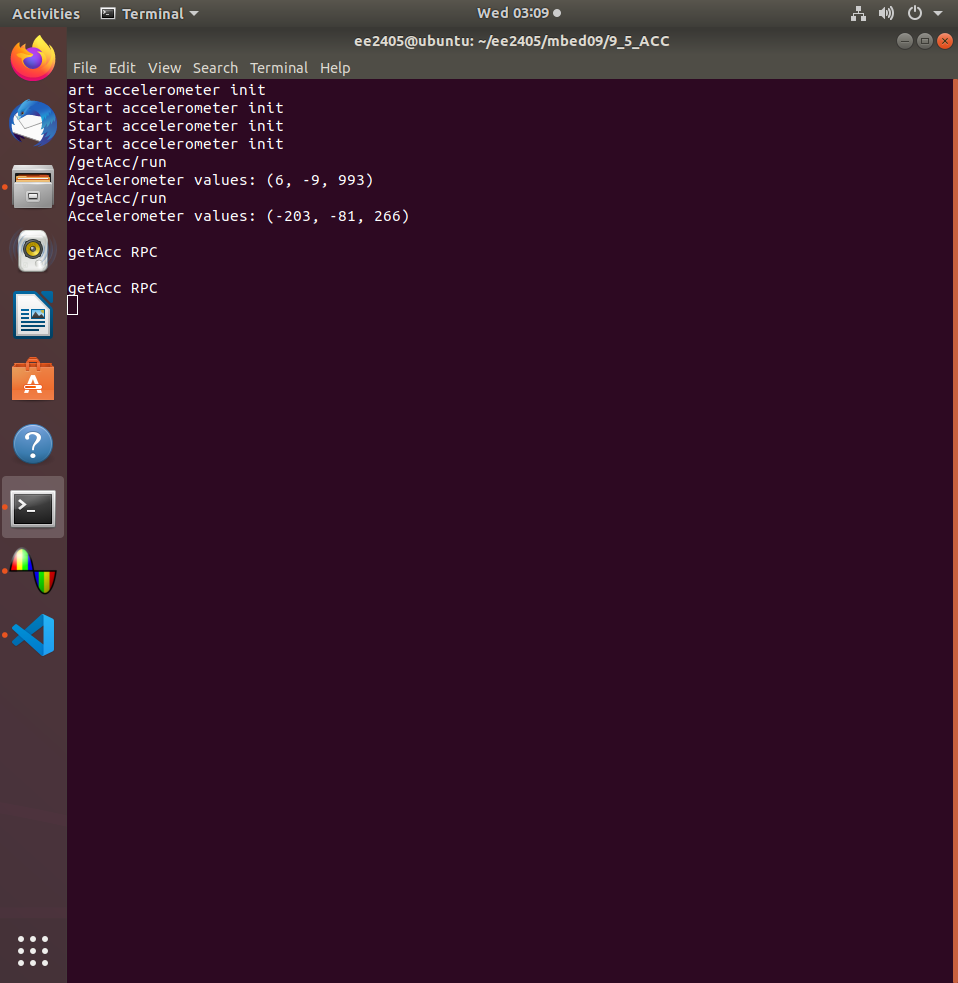 Activities Terminal Wed 03:09
ee2405@ubuntu: ~/ee2405/mbed09/9_5_ACC
File Edit View Search Terminal Help
art accelerometer init
Start accelerometer init
Start accelerometer init
Start accelerometer init
/getAcc/run
Accelerometer values: (6, -9, 993)
/getAcc/run
Accelerometer values: (-203, -81, 266)
getAcc RPC
getAcc RPC